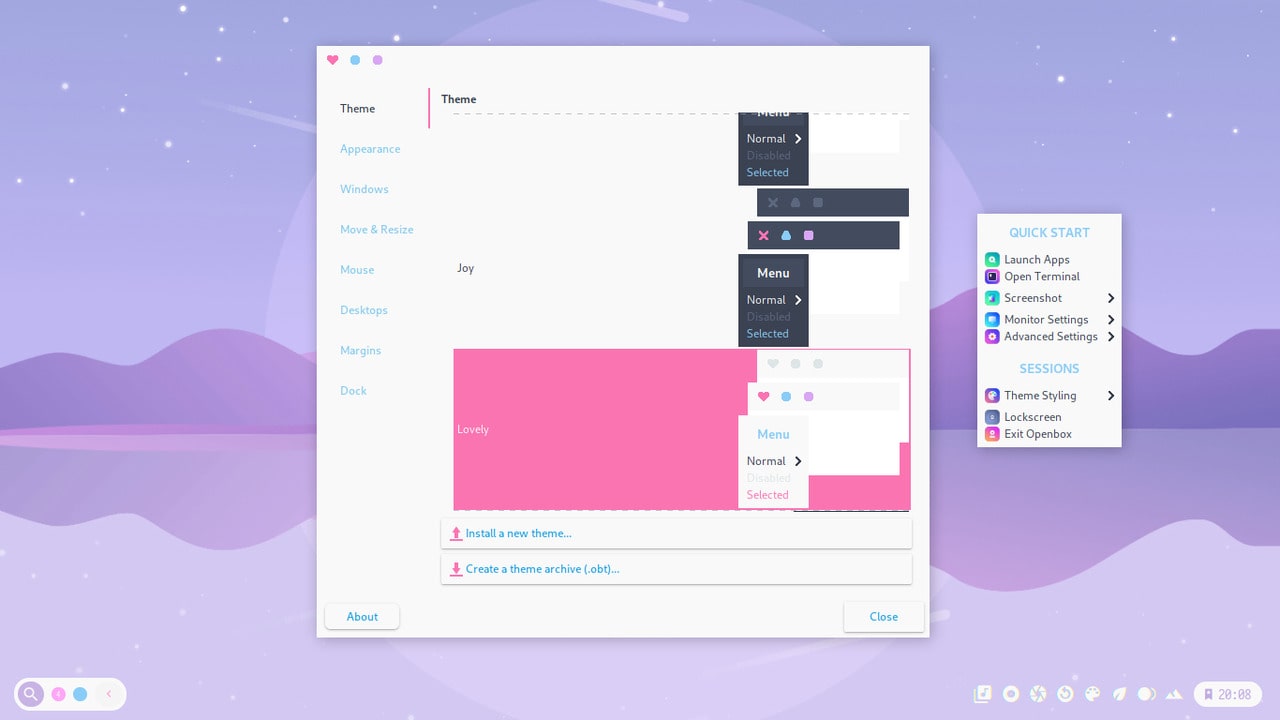 Theme
Appearance
Windows
Move & Resize
Mouse
Desktops
Margins
Dock
Theme
Menu
Normal
Disabled
Selected
Joy
Menu
Normal
Disabled
Selected
Lovely
Menu
Normal
Disabled
Selected
Install a new theme...
Create a theme archive (.obt)...
About
Close
QUICK START
Launch Apps
Open Terminal
Screenshot
Monitor Settings
Advanced Settings
SESSIONS
Theme Styling
Lockscreen
Exit Openbox
20:08